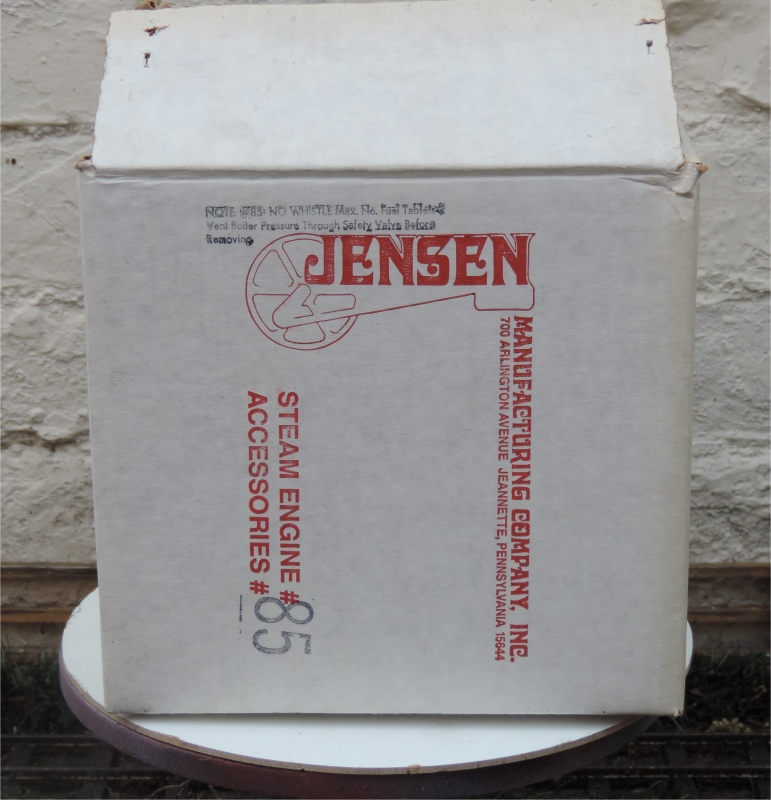 NOTE #85: NO WHISTLE Max. No. Fuel Tablets
Vent Boiler Pressure Through Safety Valve Before
Removing
JENSEN
MANUFACTURING COMPANY, INC.
700 ARLINGTON AVENUE JEANNETTE, PENNSYLVANIA 15644
STEAM ENGINE # 85
ACCESSORIES #